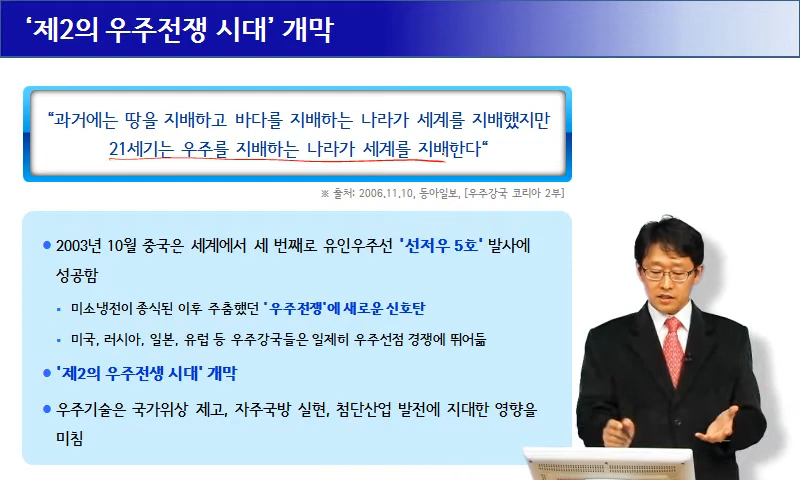 ‘제2의 우주전쟁 시대’ 개막
“과거에는 땅을 지배하고 바다를 지배하는 나라가 세계를 지배했지만
21세기는 우주를 지배하는 나라가 세계를 지배한다“
※ 출처: 2006.11.10, 동아일보, [우주강국 코리아 2부]
● 2003년 10월 중국은 세계에서 세 번째로 유인우주선 '선저우 5호' 발사에
성공함
▪ 미소냉전이 종식된 이후 주춤했던 '우주전쟁'에 새로운 신호탄
▪ 미국, 러시아, 일본, 유럽 등 우주강국들은 일제히 우주선점 경쟁에 뛰어듦
● '제2의 우주전생 시대' 개막
● 우주기술은 국가위상 제고, 자주국방 실현, 첨단산업 발전에 지대한 영향을
미침